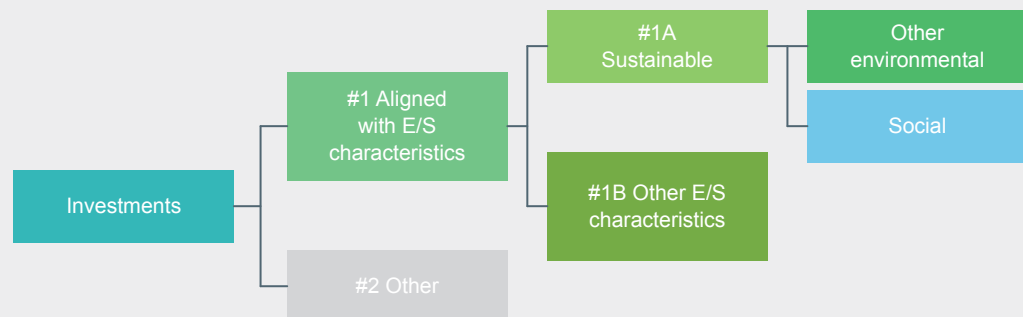 #1A
Sustainable
Other
environmental
#1 Aligned
with E/S
characteristics
Social
Investments
#1B Other E/S
characteristics
#2 Other